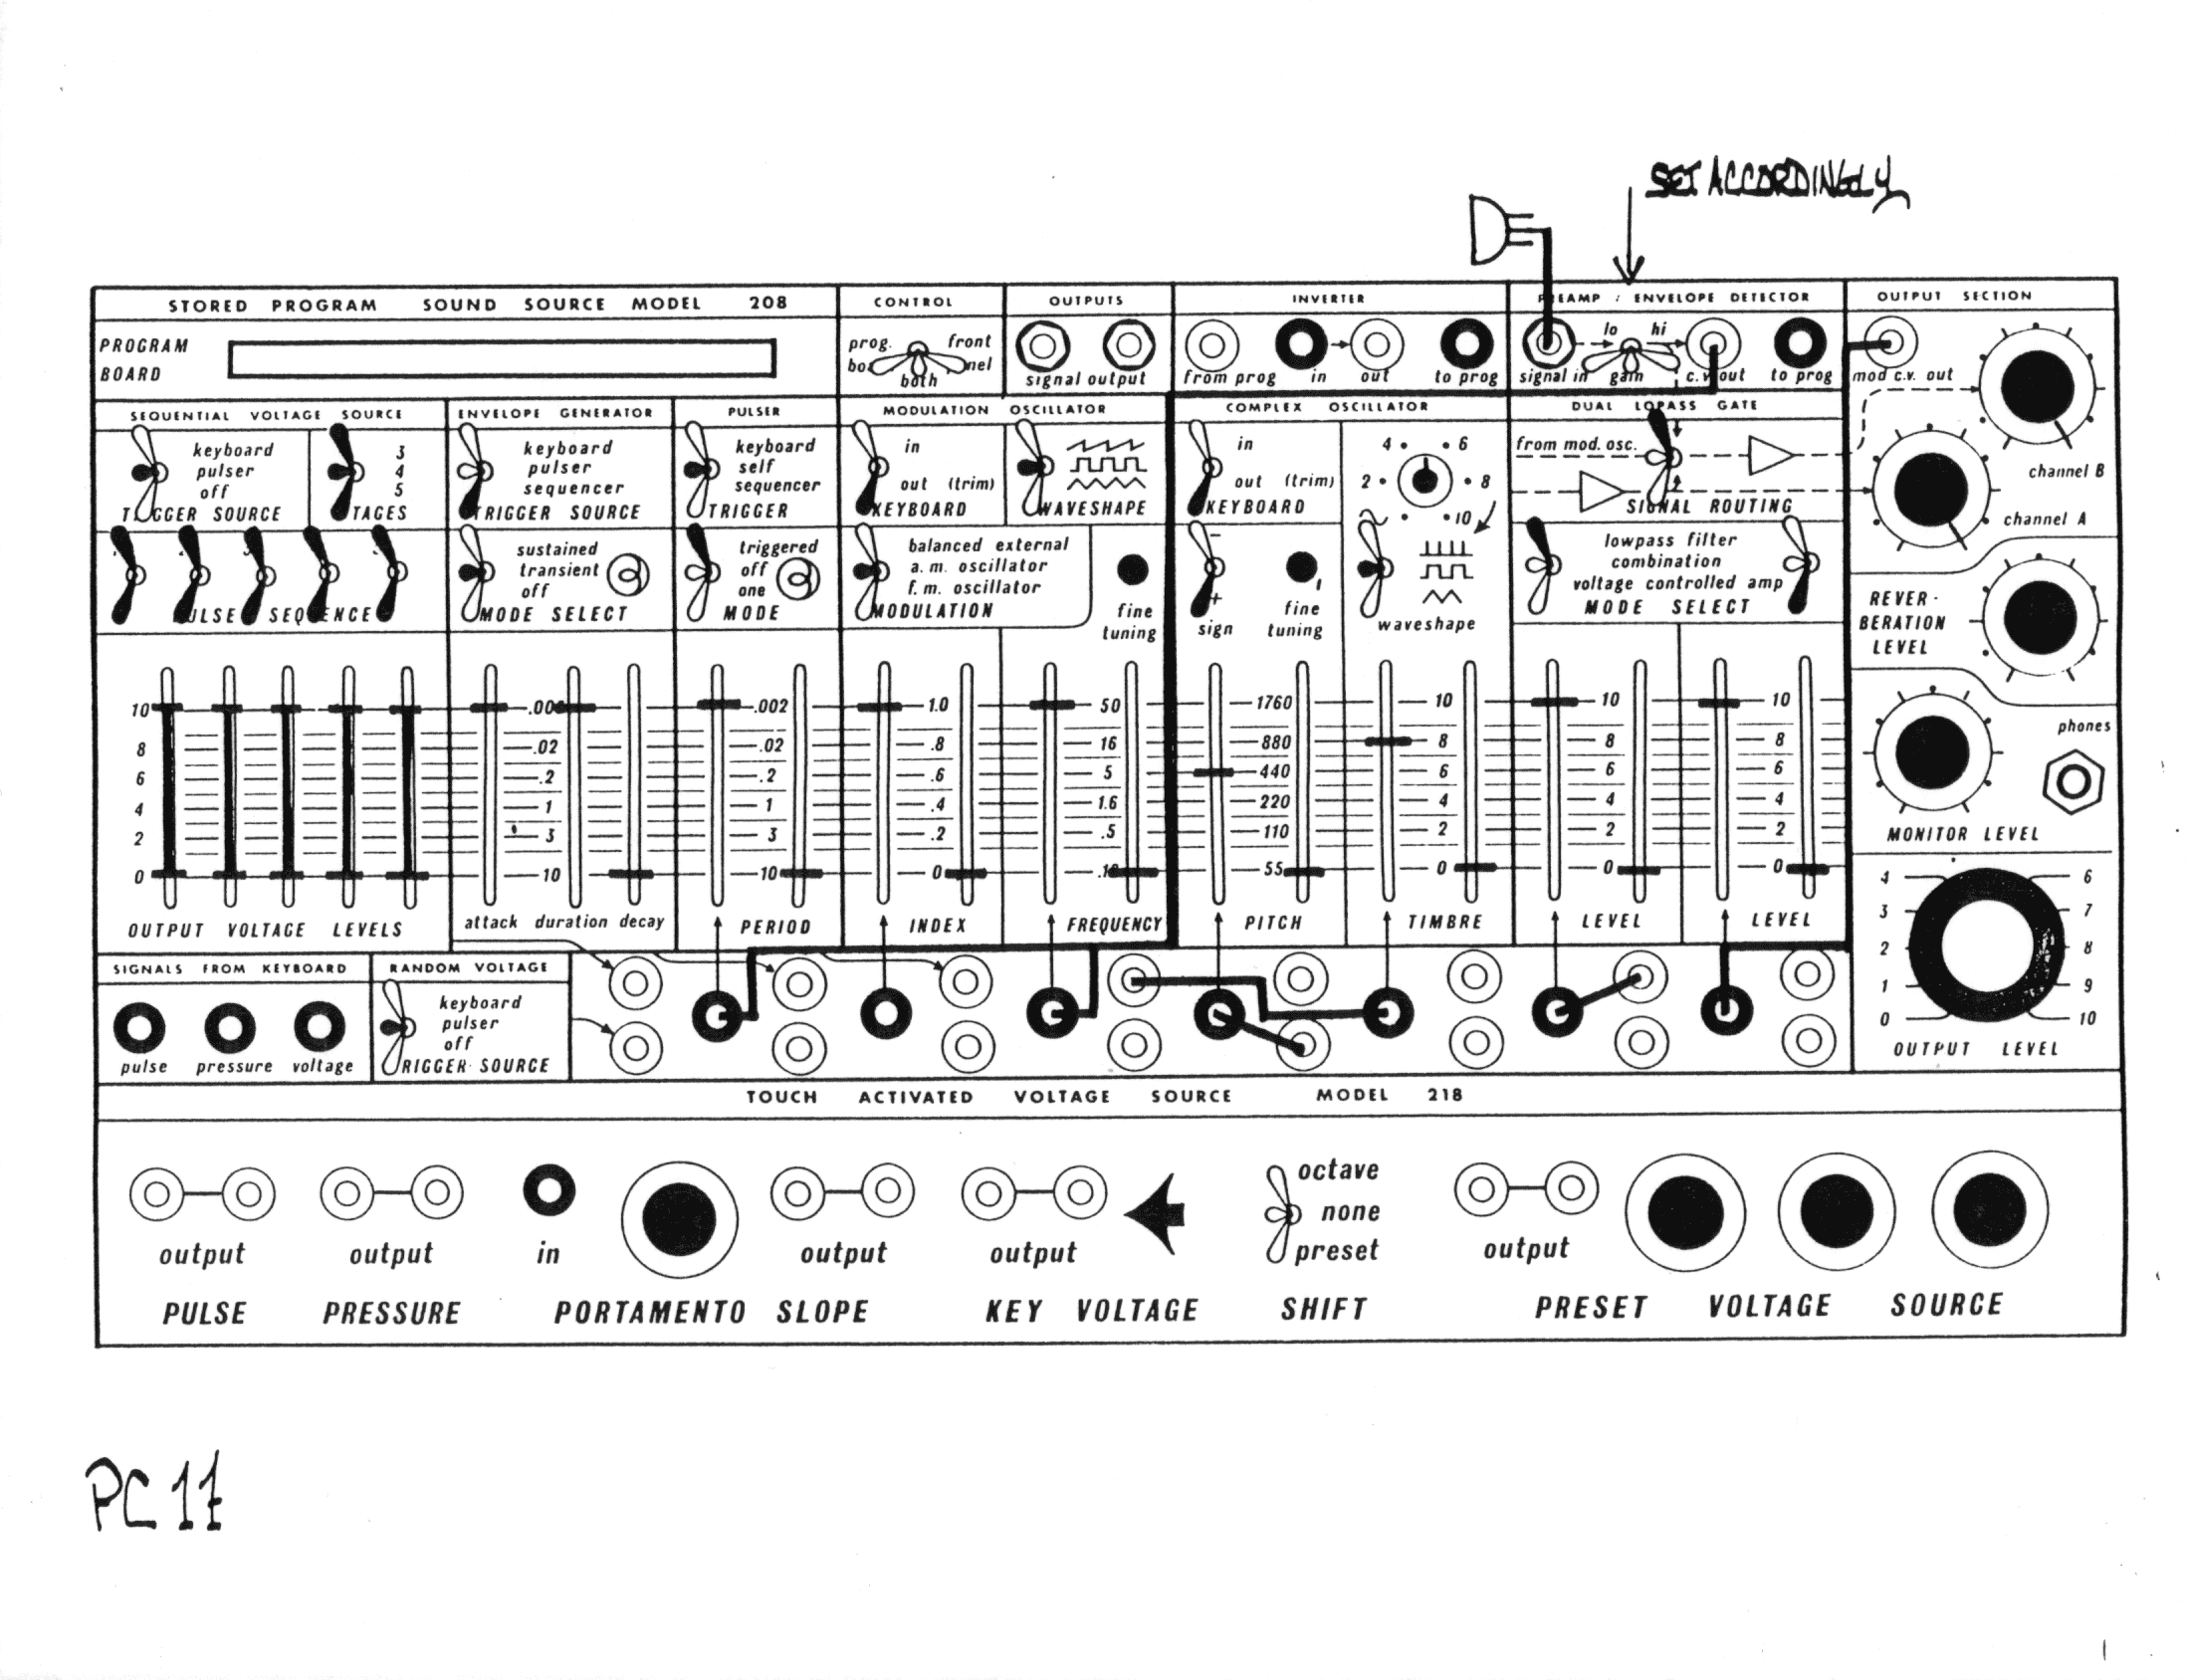 SET ACCORDINGLY
STORED PROGRAM SOUND SOURCE MODEL 208
CONTROL
OUTPUTS
INVERTER
PREAMP / ENVELOPE DETECTOR
OUTPUT SECTION
PROGRAM
BOARD
prog.
front
both
signal output
from prog
in
out
to prog
lo
hi
signal in
gain
c.v. out
to prog
mod c.v. out
SEQUENTIAL VOLTAGE SOURCE
ENVELOPE GENERATOR
PULSER
MODULATION OSCILLATOR
COMPLEX OSCILLATOR
DUAL LOPASS GATE
keyboard
pulser
off
TRIGGER SOURCE
3
4
5
STAGES
keyboard
pulser
sequencer
TRIGGER SOURCE
keyboard
self
sequencer
TRIGGER
in
out (trim)
KEYBOARD
WAVESHAPE
in
out (trim)
KEYBOARD
4
6
2
8
10
from mod. osc.
SIGNAL ROUTING
channel B
channel A
PULSE SEQUENCE
sustained
transient
off
MODE SELECT
triggered
off
one
MODE
balanced external
a.m. oscillator
f.m. oscillator
MODULATION
fine
tuning
-
+
sign
fine
tuning
waveshape
lowpass filter
combination
voltage controlled amp
MODE SELECT
REVER-
BERATION
LEVEL
phones
MONITOR LEVEL
10
8
6
4
2
0
OUTPUT VOLTAGE LEVELS
.02
.2
1
3
10
attack duration decay
.002
.02
.2
1
3
10
PERIOD
1.0
.8
.6
.4
.2
0
INDEX
50
16
5
1.6
.5
FREQUENCY
1760
880
440
220
110
55
PITCH
10
8
6
4
2
0
TIMBRE
10
8
6
4
2
0
LEVEL
10
8
6
4
2
0
LEVEL
4
3
2
1
0
6
7
8
9
10
OUTPUT LEVEL
SIGNALS FROM KEYBOARD
RANDOM VOLTAGE
pulse
pressure
voltage
keyboard
pulser
off
TRIGGER SOURCE
TOUCH ACTIVATED VOLTAGE SOURCE MODEL 218
output
output
in
output
output
octave
none
preset
output
PULSE
PRESSURE
PORTAMENTO
SLOPE
KEY VOLTAGE
SHIFT
PRESET VOLTAGE SOURCE
PC 11